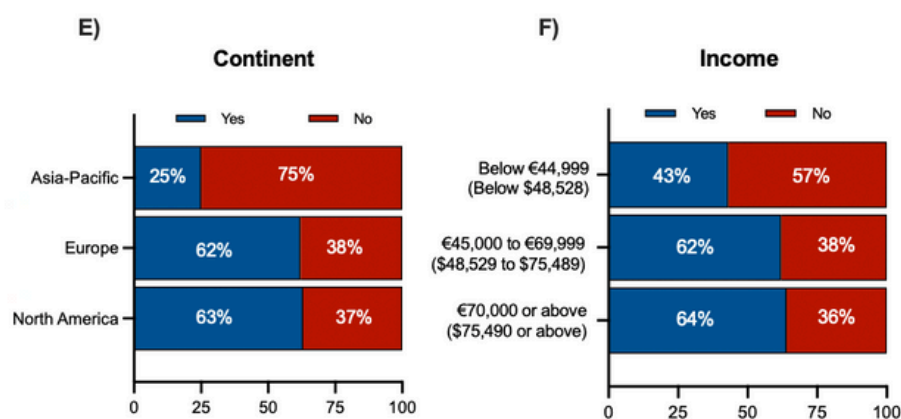 E)
Continent
Yes No
Asia-Pacific 25% 75%
Europe 62% 38%
North America 63% 37%
0 25 50 75 100
F)
Income
Yes No
Below €44,999
(Below $48,528)
43% 57%
€45,000 to €69,999
($48,529 to $75,489)
62% 38%
€70,000 or above
($75,490 or above)
64% 36%
0 25 50 75 100